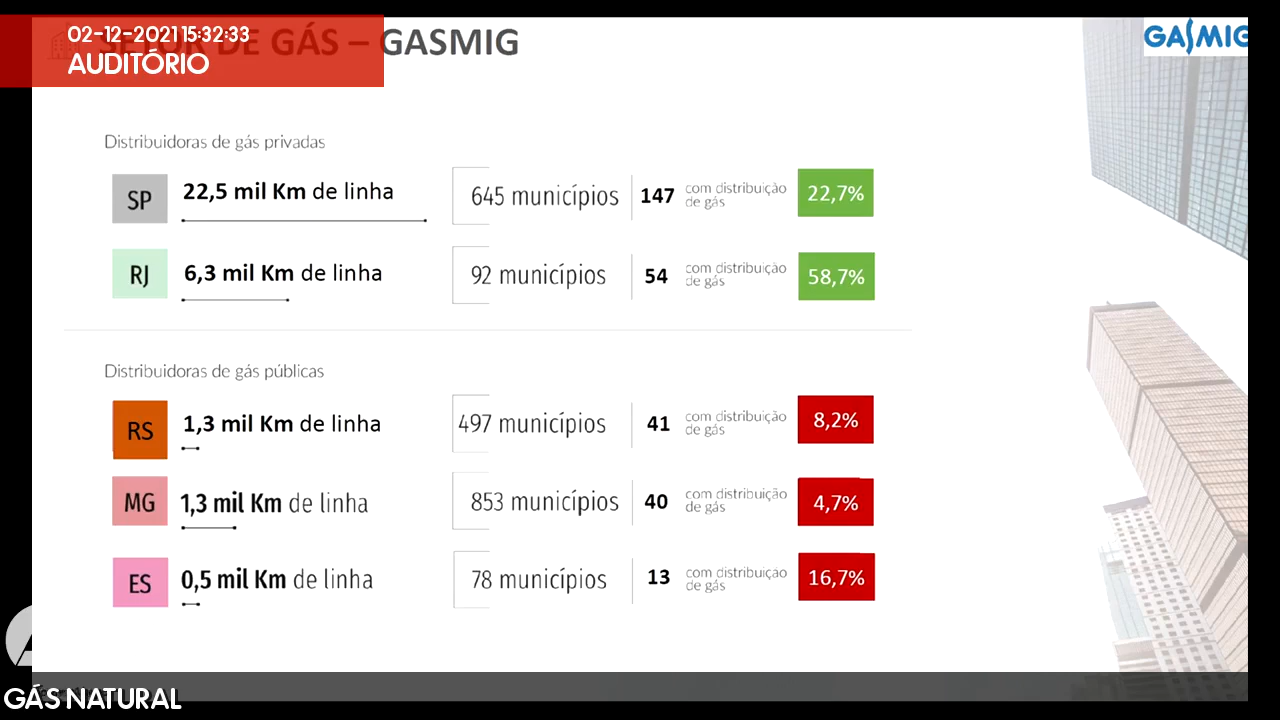 02-12-2021 15:32:33
AUDITÓRIO
SETOR DE GÁS – GASMIG
GASMIG
Distribuidoras de gás privadas
SP 22,5 mil Km de linha 645 municípios 147 com distribuição de gás 22,7%
RJ 6,3 mil Km de linha 92 municípios 54 com distribuição de gás 58,7%
Distribuidoras de gás públicas
RS 1,3 mil Km de linha 497 municípios 41 com distribuição de gás 8,2%
MG 1,3 mil Km de linha 853 municípios 40 com distribuição de gás 4,7%
ES 0,5 mil Km de linha 78 municípios 13 com distribuição de gás 16,7%
GÁS NATURAL